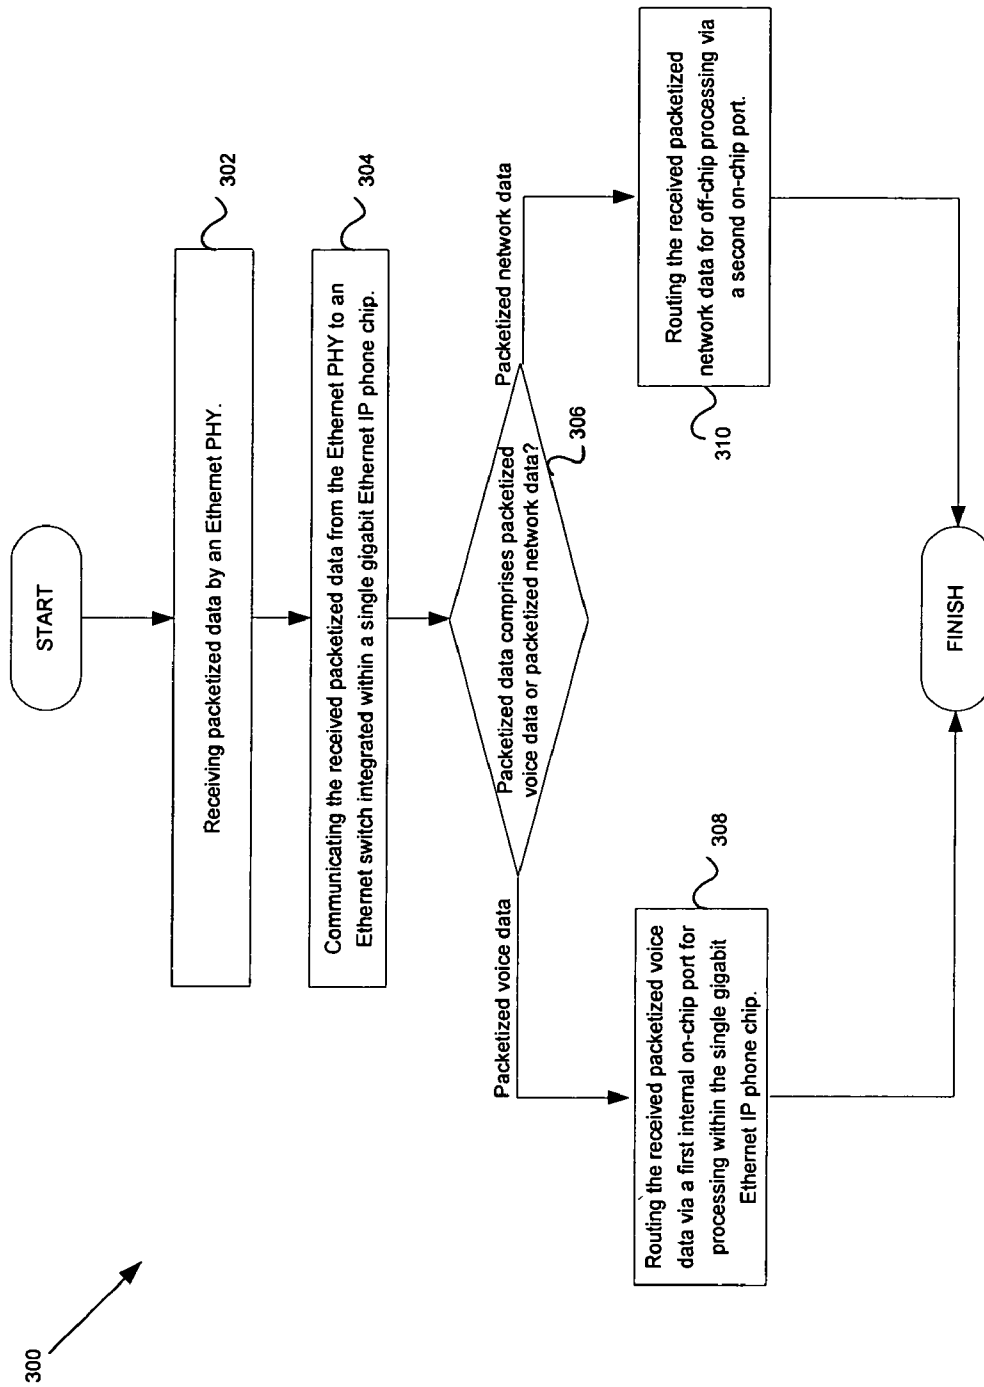 300
START
Receiving packetized data by an Ethernet PHY.
302
Communicating the received packetized data from the Ethernet PHY to an
Ethernet switch integrated within a single gigabit Ethernet IP phone chip.
304
Packetized data comprises packetized
voice data or packetized network data?
306
Packetized voice data
Packetized network data
Routing the received packetized voice
data via a first internal on-chip port for
processing within the single gigabit
Ethernet IP phone chip.
308
Routing the received packetized
network data for off-chip processing via
a second on-chip port.
310
FINISH